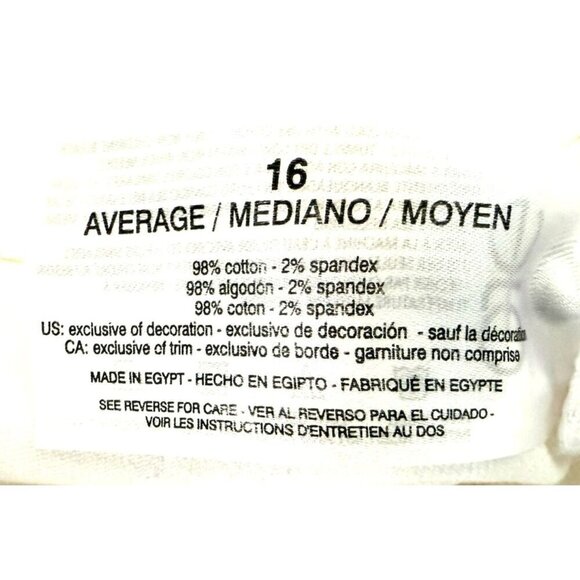 16
AVERAGE / MEDIANO / MOYEN
98% cotton - 2% spandex
98% algodón - 2% spandex
98% coton - 2% spandex
US: exclusive of decoration - exclusivo de decoración - sauf la décoration
CA: exclusive of trim - exclusivo de borde - garniture non comprise
MADE IN EGYPT - HECHO EN EGIPTO - FABRIQUÉ EN EGYPTE
SEE REVERSE FOR CARE - VER AL REVERSO PARA EL CUIDADO -
VOIR LES INSTRUCTIONS D'ENTRETIEN AU DOS